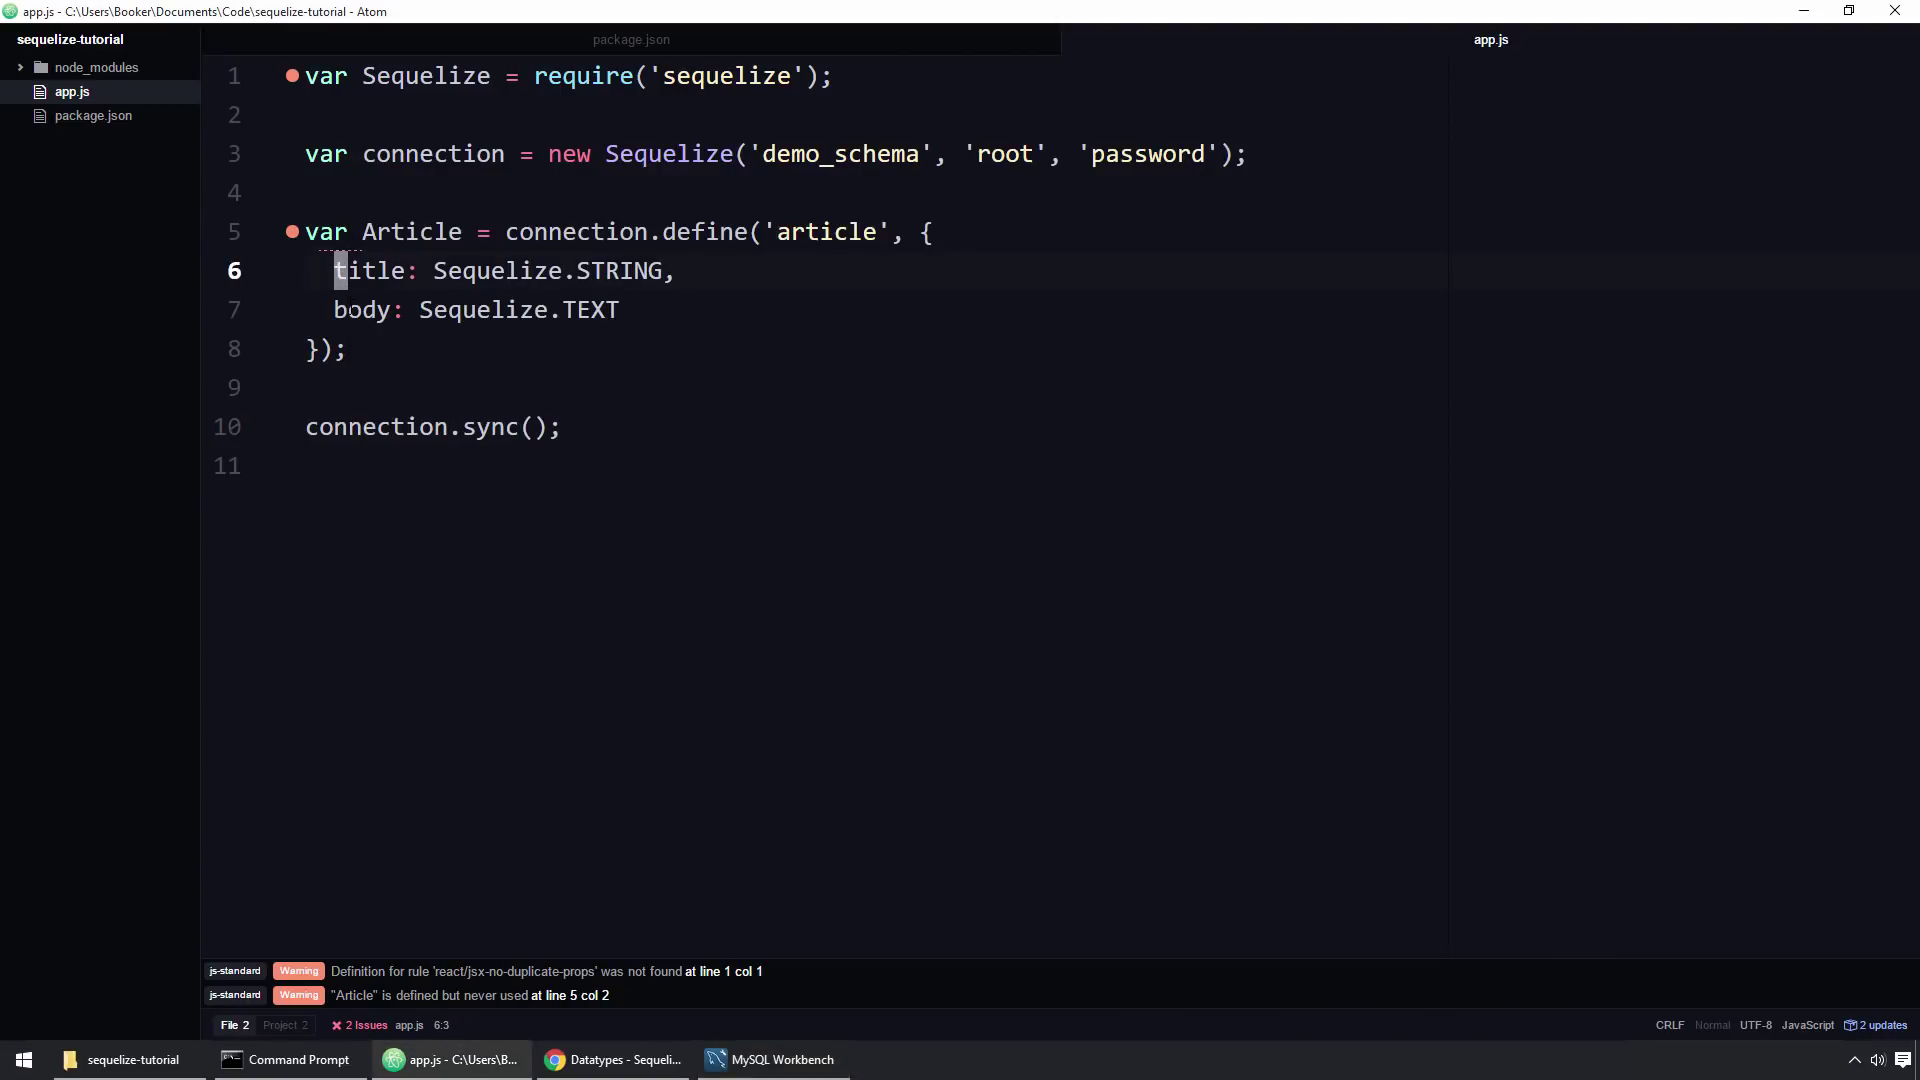 app.js - C:\Users\Booker\Documents\Code\sequelize-tutorial - Atom
sequelize-tutorial
node_modules
app.js
package.json
package.json
app.js
1 var Sequelize = require('sequelize');
2
3 var connection = new Sequelize('demo_schema', 'root', 'password');
4
5 var Article = connection.define('article', {
6 title: Sequelize.STRING,
7 body: Sequelize.TEXT
8 });
9
10 connection.sync();
11
js-standard Warning Definition for rule 'react/jsx-no-duplicate-props' was not found at line 1 col 1
js-standard Warning "Article" is defined but never used at line 5 col 2
File 2 Project 2 2 Issues app.js 6:3 CRLF Normal UTF-8 JavaScript 2 updates
sequelize-tutorial Command Prompt app.js - C:\Users\B... Datatypes - Sequeli... MySQL Workbench